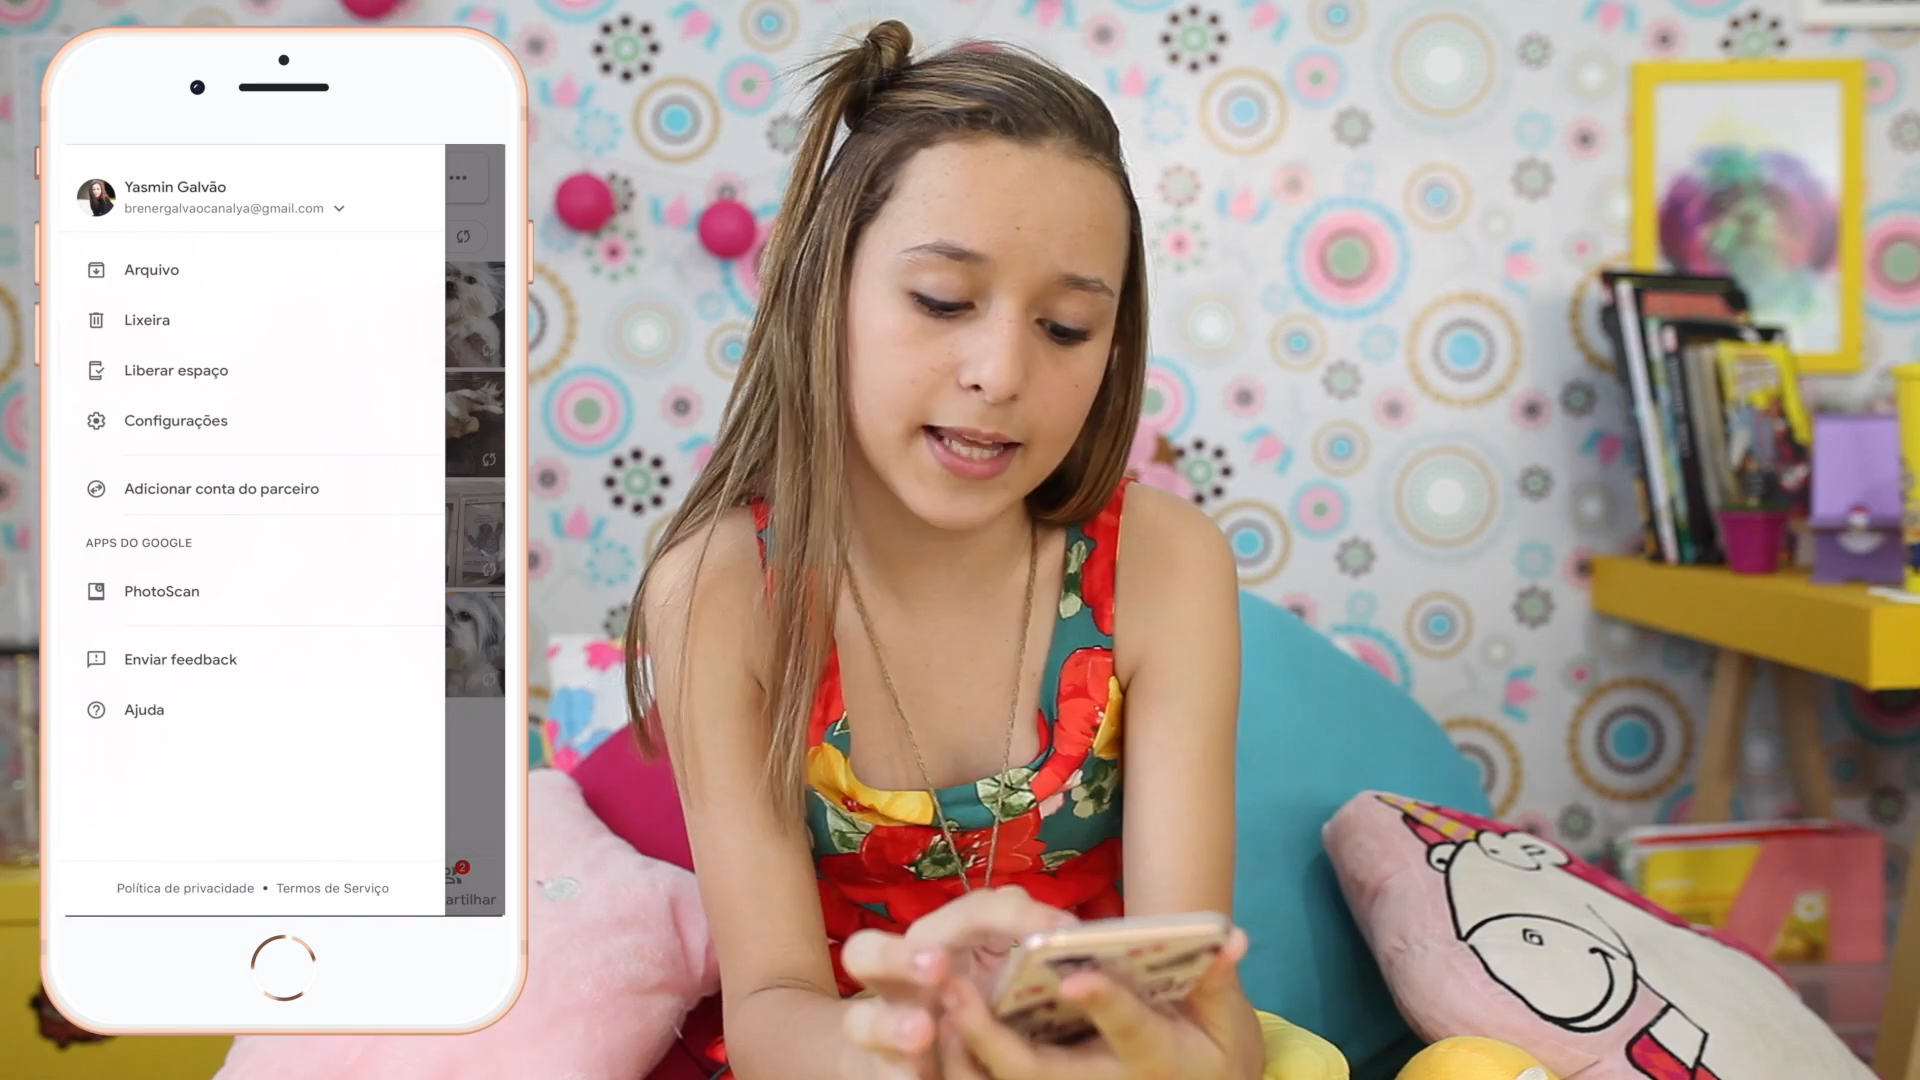 Yasmin Galvão
brenergalvaocanalya@gmail.com
Arquivo
Lixeira
Liberar espaço
Configurações
Adicionar conta do parceiro
APPS DO GOOGLE
PhotoScan
Enviar feedback
Ajuda
2
artilhar
Política de privacidade • Termos de Serviço